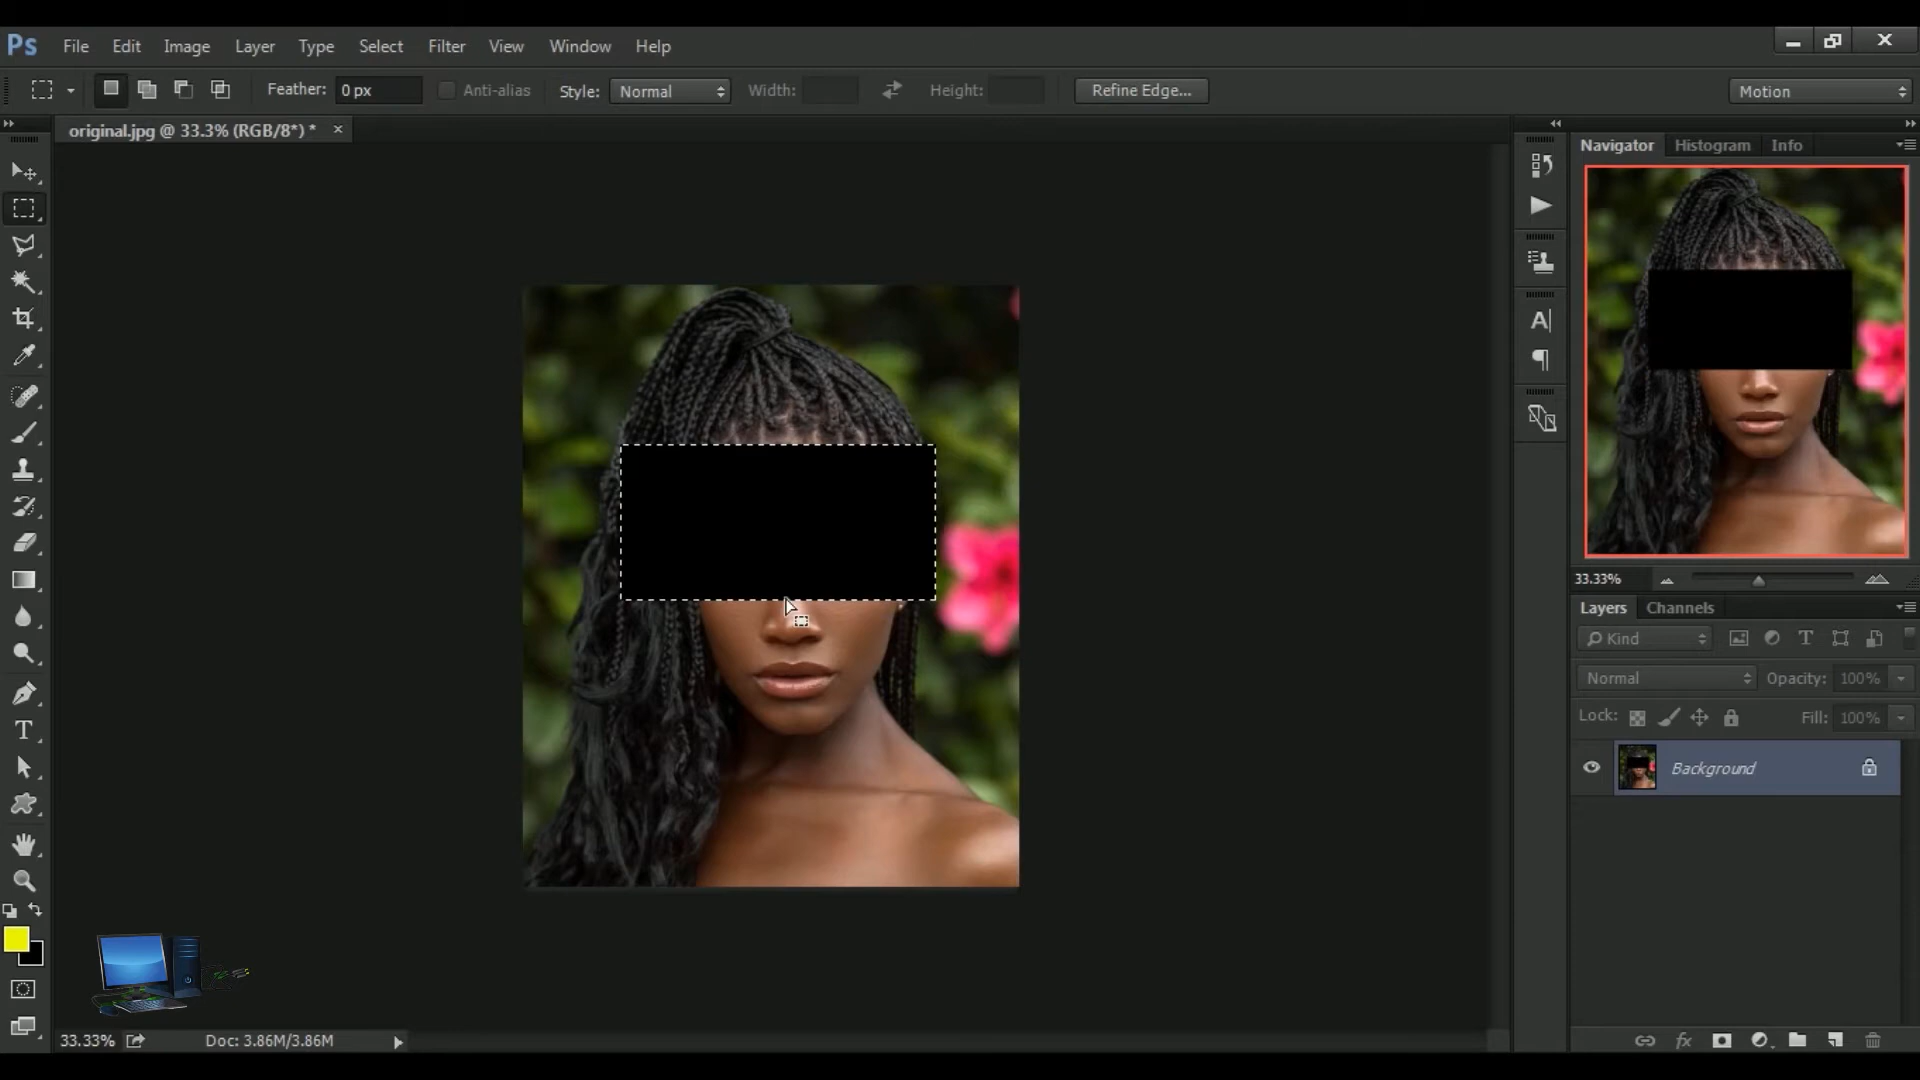 Ps File Edit Image Layer Type Select Filter View Window Help
Feather: 0 px Anti-alias Style: Normal Width: Height: Refine Edge... Motion
original.jpg @ 33.3% (RGB/8*) * ×
Navigator Histogram Info
33.33%
Layers Channels
Kind
Normal Opacity: 100%
Lock: Fill: 100%
Background
33.33% Doc: 3.86M/3.86M